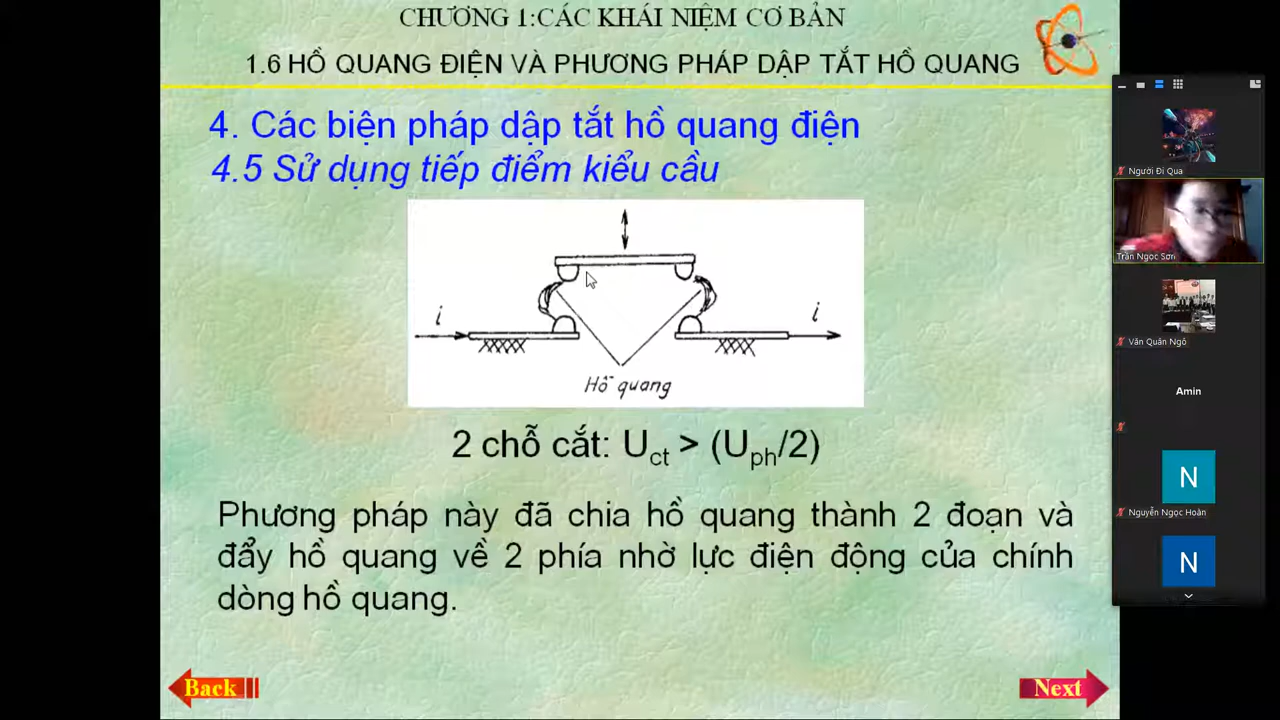 CHƯƠNG 1:CÁC KHÁI NIỆM CƠ BẢN
1.6 HỒ QUANG ĐIỆN VÀ PHƯƠNG PHÁP DẬP TẮT HỒ QUANG
4. Các biện pháp dập tắt hồ quang điện
4.5 Sử dụng tiếp điểm kiểu cầu
i
i
Hồ quang
2 chỗ cắt: Uct > (Uph/2)
Phương pháp này đã chia hồ quang thành 2 đoạn và
đẩy hồ quang về 2 phía nhờ lực điện động của chính
dòng hồ quang.
Back
Next
Người Đi Qua
Trần Ngọc Sơn
Văn Quân Ngô
Amin
N
Nguyễn Ngọc Hoàn
N